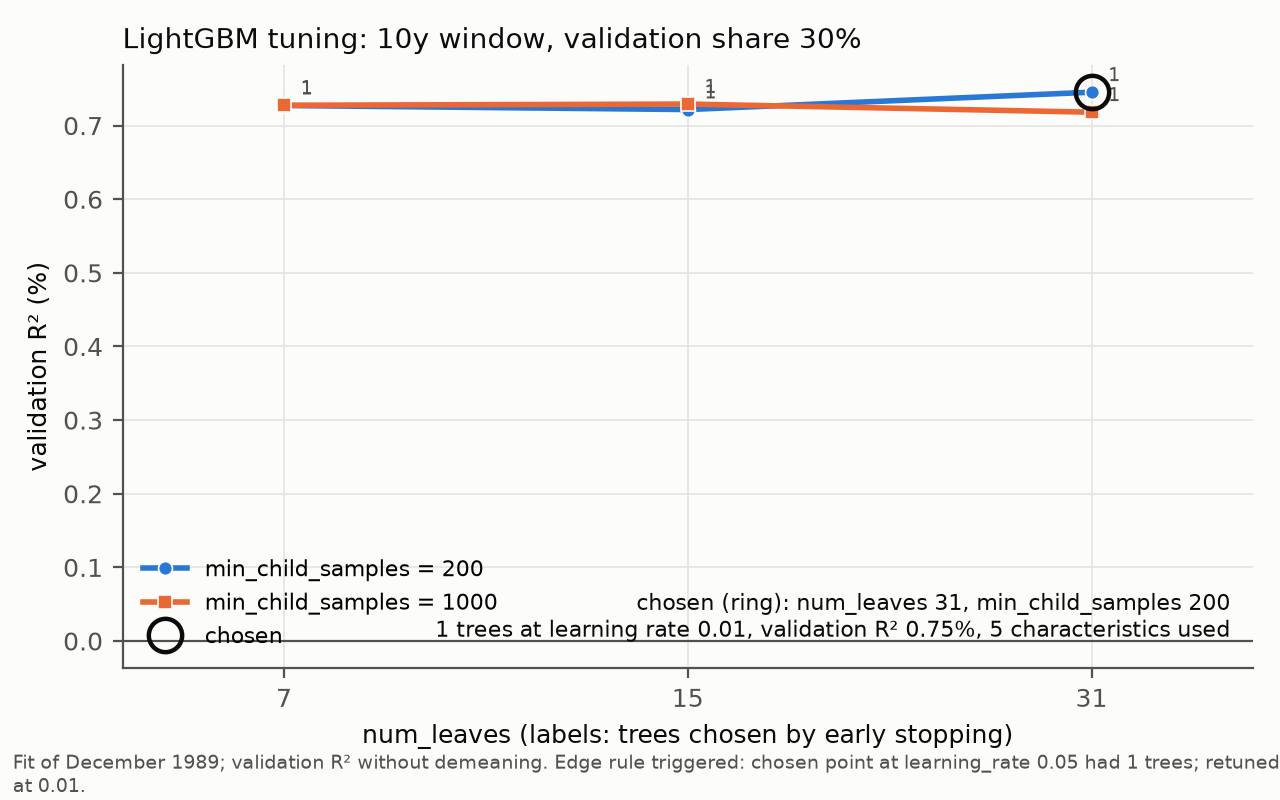 LightGBM tuning: 10y window, validation share 30%
1
1
1
1
1
0.7
0.6
0.5
0.4
0.3
0.2
0.1
0.0
validation R² (%)
min_child_samples = 200
min_child_samples = 1000
chosen
chosen (ring): num_leaves 31, min_child_samples 200
1 trees at learning rate 0.01, validation R² 0.75%, 5 characteristics used
7
15
31
num_leaves (labels: trees chosen by early stopping)
Fit of December 1989; validation R² without demeaning. Edge rule triggered: chosen point at learning_rate 0.05 had 1 trees; retuned
at 0.01.